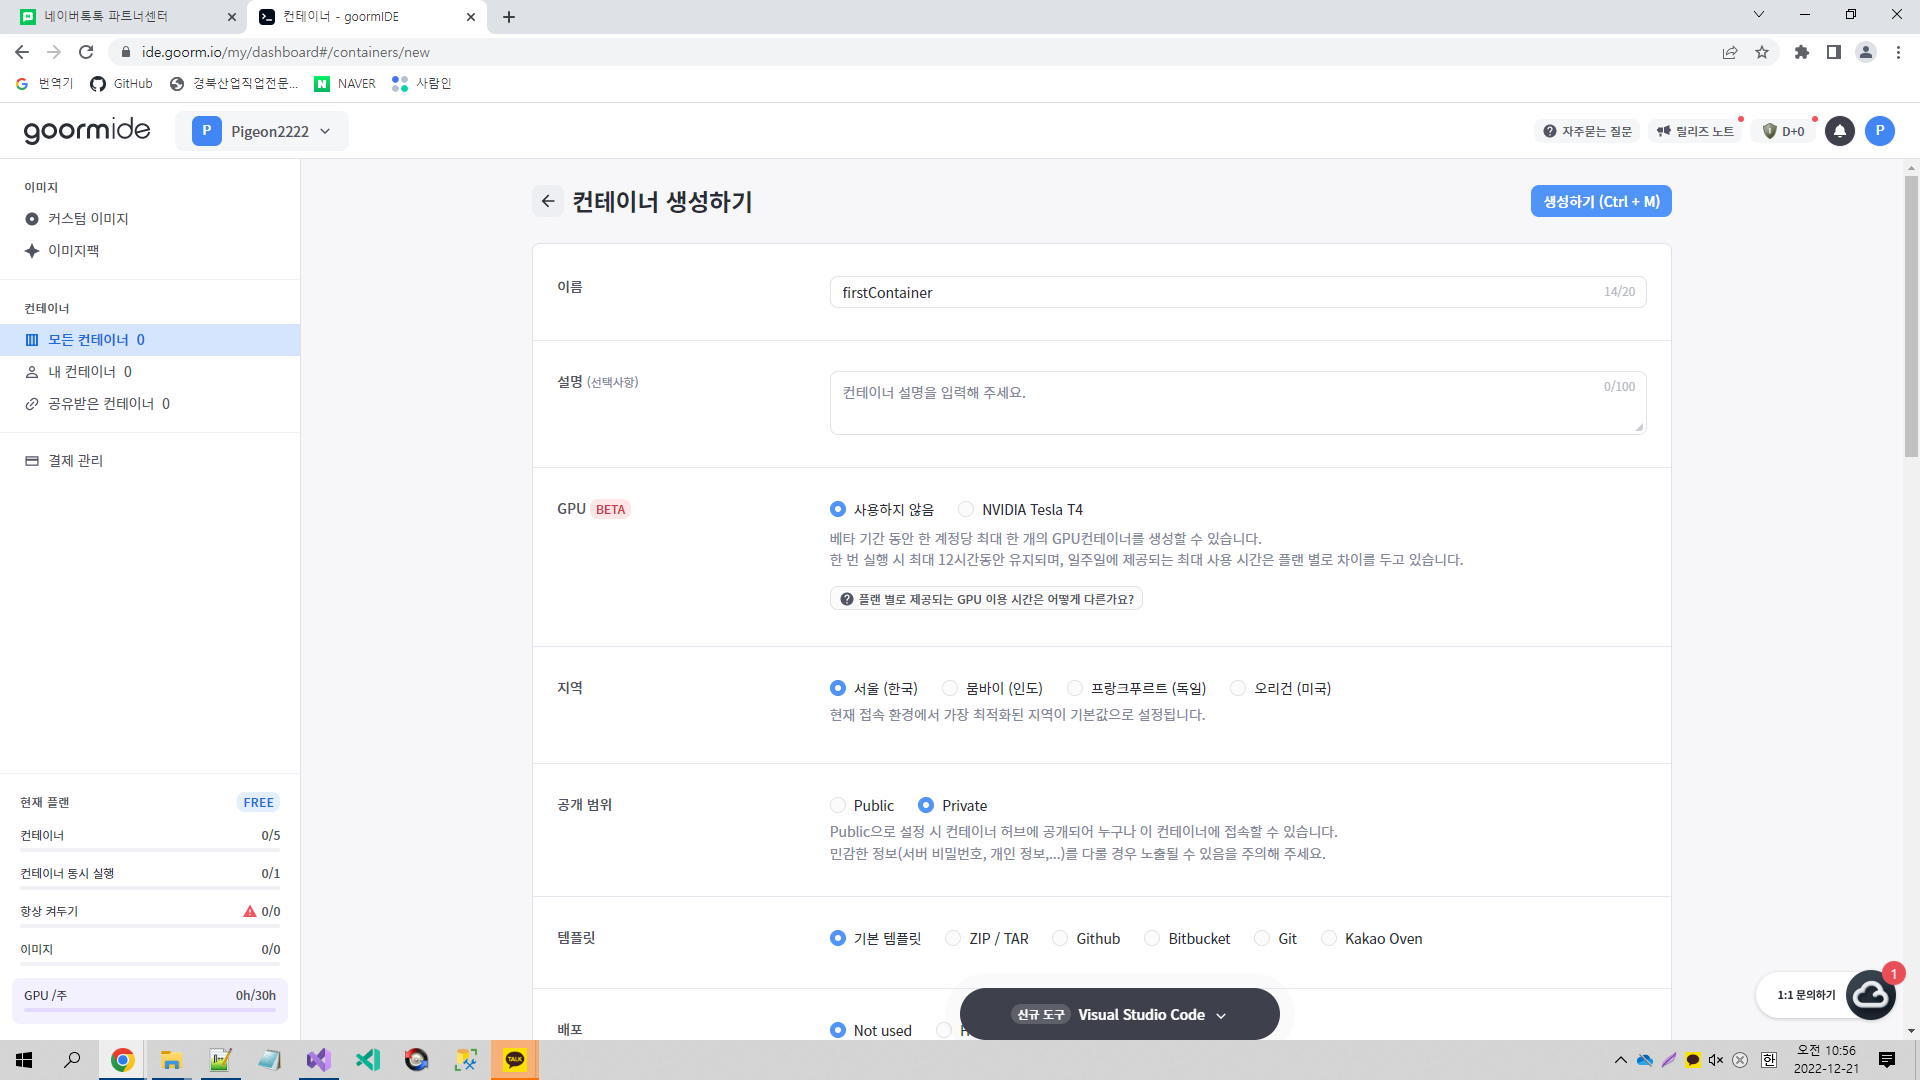 네이버톡톡 파트너센터
컨테이너 - goormIDE
ide.goorm.io/my/dashboard#/containers/new
번역기
GitHub
경북산업직업전문...
NAVER
사람인
goormide
P
Pigeon2222
자주묻는 질문
릴리즈 노트
D+0
P
이미지
커스텀 이미지
이미지팩
컨테이너
모든 컨테이너 0
내 컨테이너 0
공유받은 컨테이너 0
결제 관리
현재 플랜
FREE
컨테이너
0/5
컨테이너 동시 실행
0/1
항상 켜두기
0/0
이미지
0/0
GPU /주
0h/30h
컨테이너 생성하기
생성하기 (Ctrl + M)
이름
firstContainer
14/20
설명 (선택사항)
컨테이너 설명을 입력해 주세요.
0/100
GPU BETA
사용하지 않음
NVIDIA Tesla T4
베타 기간 동안 한 계정당 최대 한 개의 GPU컨테이너를 생성할 수 있습니다.
한 번 실행 시 최대 12시간동안 유지되며, 일주일에 제공되는 최대 사용 시간은 플랜 별로 차이를 두고 있습니다.
플랜 별로 제공되는 GPU 이용 시간은 어떻게 다른가요?
지역
서울 (한국)
뭄바이 (인도)
프랑크푸르트 (독일)
오리건 (미국)
현재 접속 환경에서 가장 최적화된 지역이 기본값으로 설정됩니다.
공개 범위
Public
Private
Public으로 설정 시 컨테이너 허브에 공개되어 누구나 이 컨테이너에 접속할 수 있습니다.
민감한 정보(서버 비밀번호, 개인 정보,...)를 다룰 경우 노출될 수 있음을 주의해 주세요.
템플릿
기본 템플릿
ZIP / TAR
Github
Bitbucket
Git
Kakao Oven
배포
Not used
신규 도구 Visual Studio Code
1:1 문의하기
1
TALK
한
오전 10:56
2022-12-21